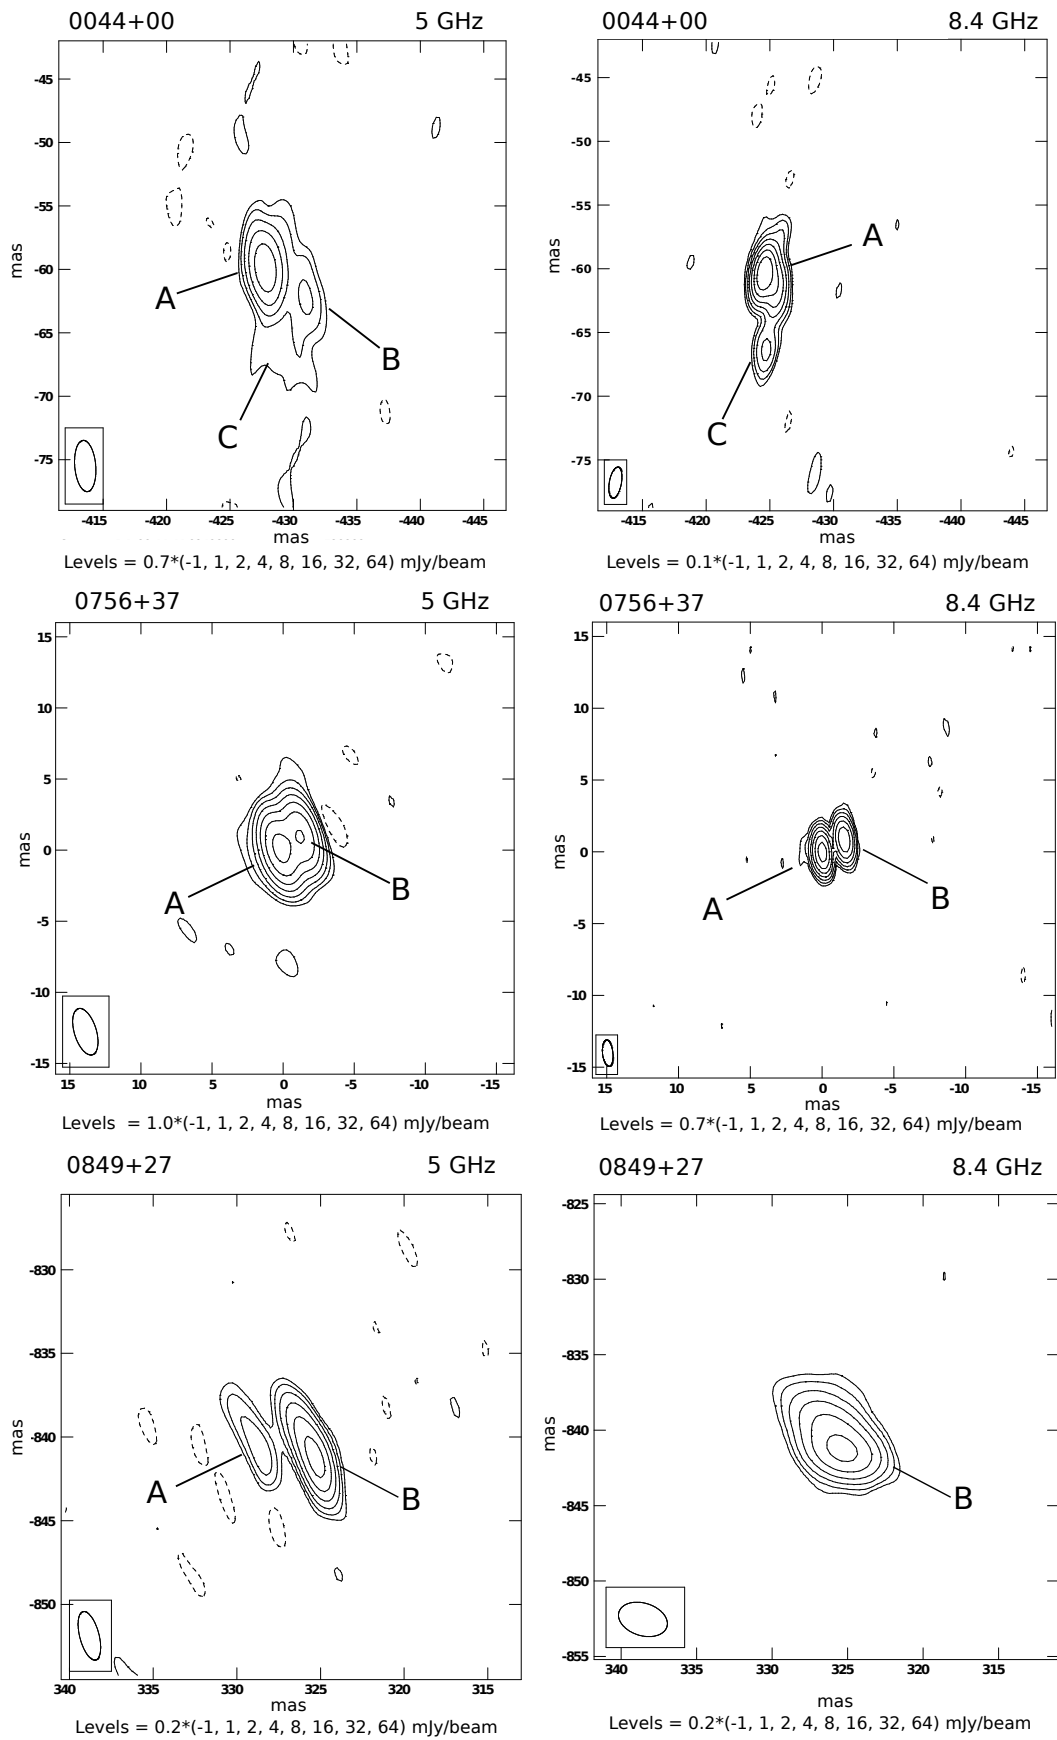 0044+00 5 GHz
0044+00 8.4 GHz
-45
-50
-55
-60
-65
-70
-75
mas
A
B
C
-415 -420 -425 -430 -435 -440 -445
mas
Levels = 0.7*(-1, 1, 2, 4, 8, 16, 32, 64) mJy/beam
-45
-50
-55
-60
-65
-70
-75
mas
A
C
-415 -420 -425 -430 -435 -440 -445
mas
Levels = 0.1*(-1, 1, 2, 4, 8, 16, 32, 64) mJy/beam
0756+37 5 GHz
0756+37 8.4 GHz
15
10
5
0
-5
-10
-15
mas
A
B
15 10 5 0 -5 -10 -15
mas
Levels = 1.0*(-1, 1, 2, 4, 8, 16, 32, 64) mJy/beam
15
10
5
0
-5
-10
-15
mas
A
B
15 10 5 0 -5 -10 -15
mas
Levels = 0.7*(-1, 1, 2, 4, 8, 16, 32, 64) mJy/beam
0849+27 5 GHz
0849+27 8.4 GHz
-830
-835
-840
-845
-850
mas
A
B
340 335 330 325 320 315
mas
Levels = 0.2*(-1, 1, 2, 4, 8, 16, 32, 64) mJy/beam
-825
-830
-835
-840
-845
-850
-855
mas
B
340 335 330 325 320 315
mas
Levels = 0.2*(-1, 1, 2, 4, 8, 16, 32, 64) mJy/beam